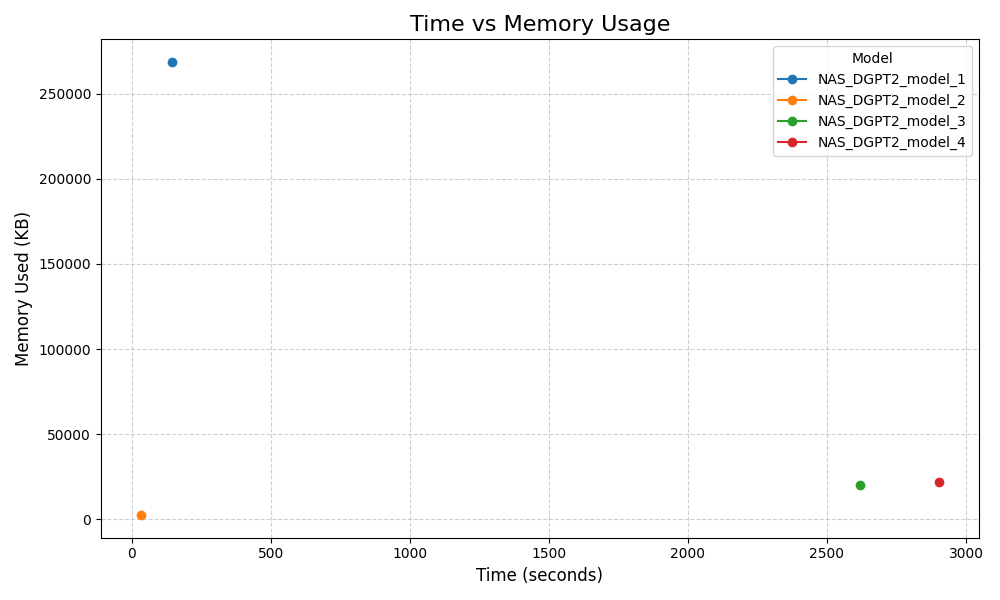 Time vs Memory Usage
Model
NAS_DGPT2_model_1
NAS_DGPT2_model_2
NAS_DGPT2_model_3
NAS_DGPT2_model_4
Memory Used (KB)
250000
200000
150000
100000
50000
0
0 500 1000 1500 2000 2500 3000
Time (seconds)